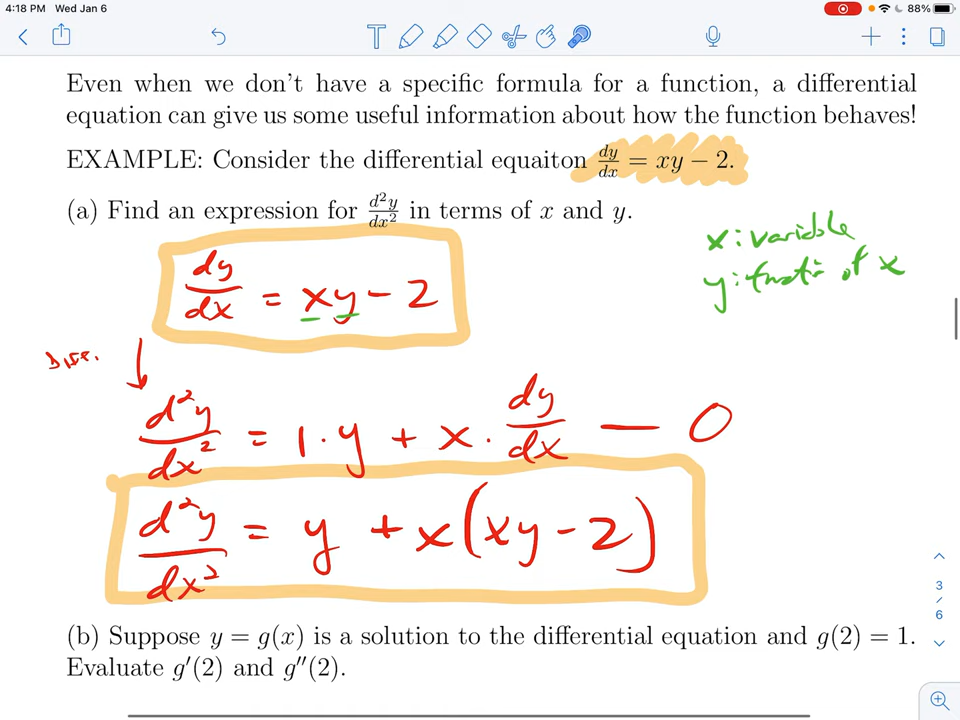 4:18 PM Wed Jan 6
88%
Even when we don't have a specific formula for a function, a differential
equation can give us some useful information about how the function behaves!
EXAMPLE: Consider the differential equaiton dy/dx = xy − 2.
(a) Find an expression for d²y/dx² in terms of x and y.
x: variable
y: function of x
dy/dx = xy − 2
Diff.
d²y/dx² = 1·y + x·dy/dx − 0
d²y/dx² = y + x(xy − 2)
3
/
6
(b) Suppose y = g(x) is a solution to the differential equation and g(2) = 1.
Evaluate g′(2) and g″(2).